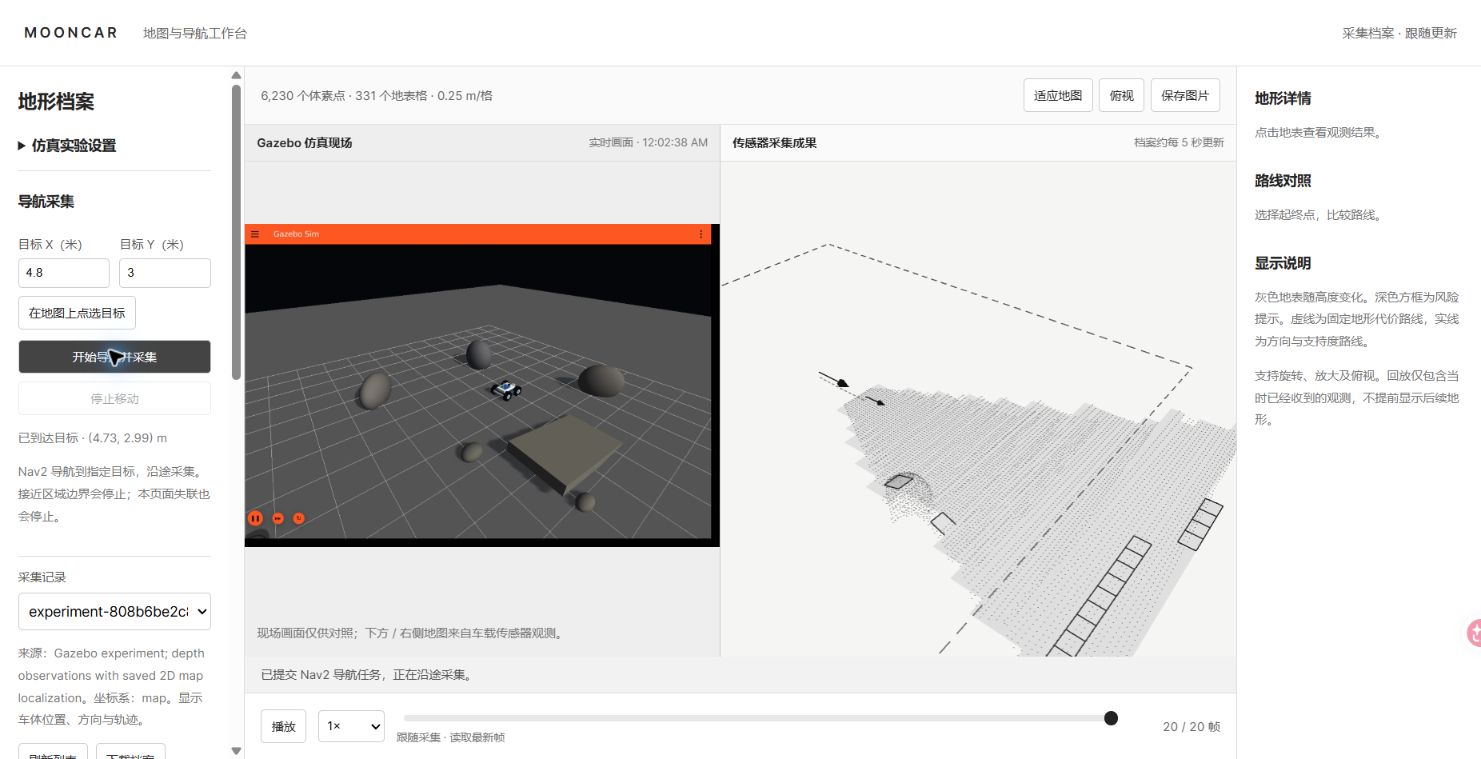 MOONCAR 地图与导航工作台 采集档案 · 跟随更新
地形档案
▶ 仿真实验设置
导航采集
目标 X（米） 目标 Y（米）
4.8 3
在地图上点选目标
开始导 并采集
停止移动
已到达目标 · (4.73, 2.99) m
Nav2 导航到指定目标，沿途采集。
接近区域边界会停止；本页面失联也
会停止。
采集记录
experiment-808b6be2c8
来源：Gazebo experiment; depth
observations with saved 2D map
localization。坐标系：map。显示
车体位置、方向与轨迹。
刷新列表 下载档案
6,230 个体素点 · 331 个地表格 · 0.25 m/格
适应地图 俯视 保存图片
Gazebo 仿真现场 实时画面 · 12:02:38 AM
Gazebo Sim
现场画面仅供对照；下方 / 右侧地图来自车载传感器观测。
传感器采集成果 档案约每 5 秒更新
已提交 Nav2 导航任务，正在沿途采集。
播放 1× 跟随采集 · 读取最新帧 20 / 20 帧
地形详情
点击地表查看观测结果。
路线对照
选择起终点，比较路线。
显示说明
灰色地表随高度变化。深色方框为风险
提示。虚线为固定地形代价路线，实线
为方向与支持度路线。
支持旋转、放大及俯视。回放仅包含当
时已经收到的观测，不提前显示后续地
形。